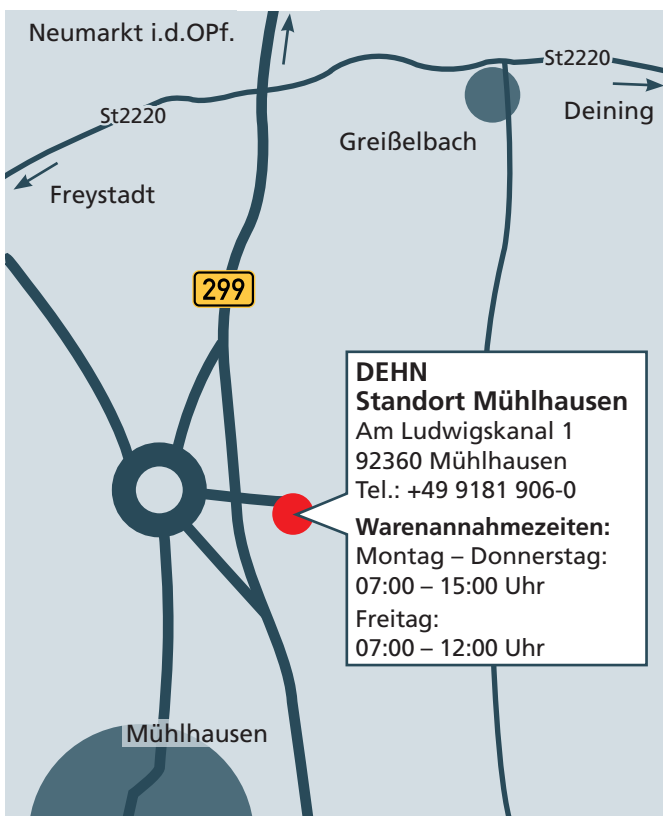 Neumarkt i.d.OPf.
St2220
St2220
Deining
Greißelbach
Freystadt
299
DEHN
Standort Mühlhausen
Am Ludwigskanal 1
92360 Mühlhausen
Tel.: +49 9181 906-0
Warenannahmezeiten:
Montag – Donnerstag:
07:00 – 15:00 Uhr
Freitag:
07:00 – 12:00 Uhr
Mühlhausen